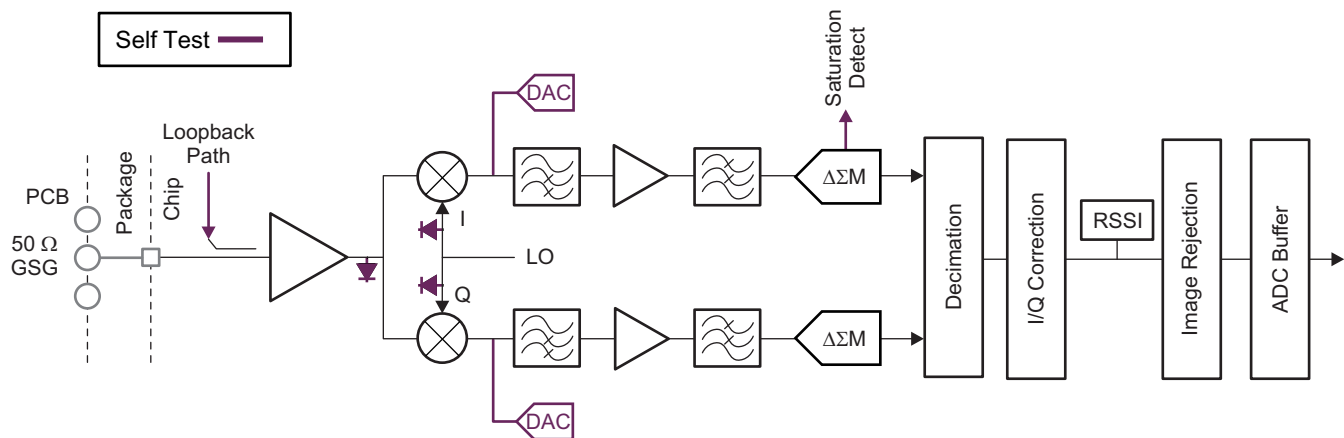 Self Test
DAC
Saturation
Detect
Loopback
Path
PCB
Package
Chip
50 Ω
GSG
I
LO
Q
ΔΣM
ΔΣM
DAC
Decimation
I/Q Correction
RSSI
Image Rejection
ADC Buffer